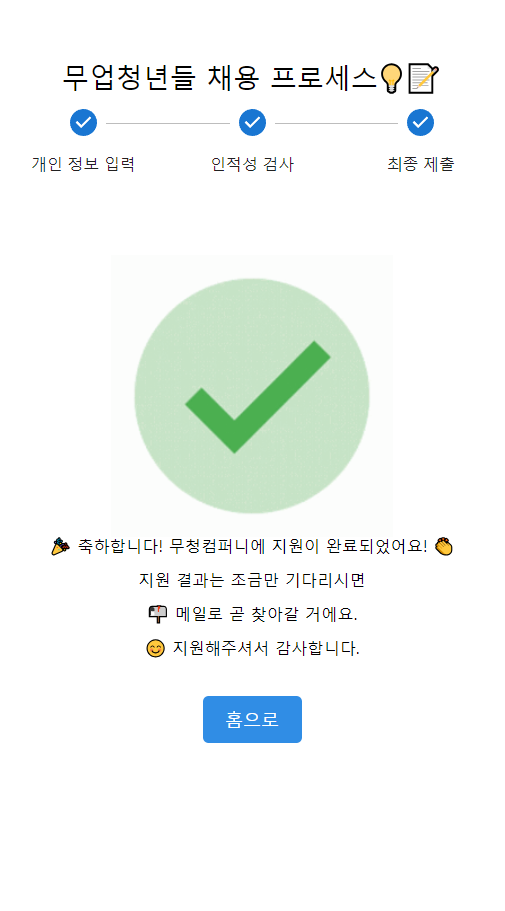 무업청년들 채용 프로세스💡📝
개인 정보 입력
인적성 검사
최종 제출
🎉 축하합니다! 무청컴퍼니에 지원이 완료되었어요! 👏
지원 결과는 조금만 기다리시면
📬 메일로 곧 찾아갈 거에요.
😊 지원해주셔서 감사합니다.
홈으로